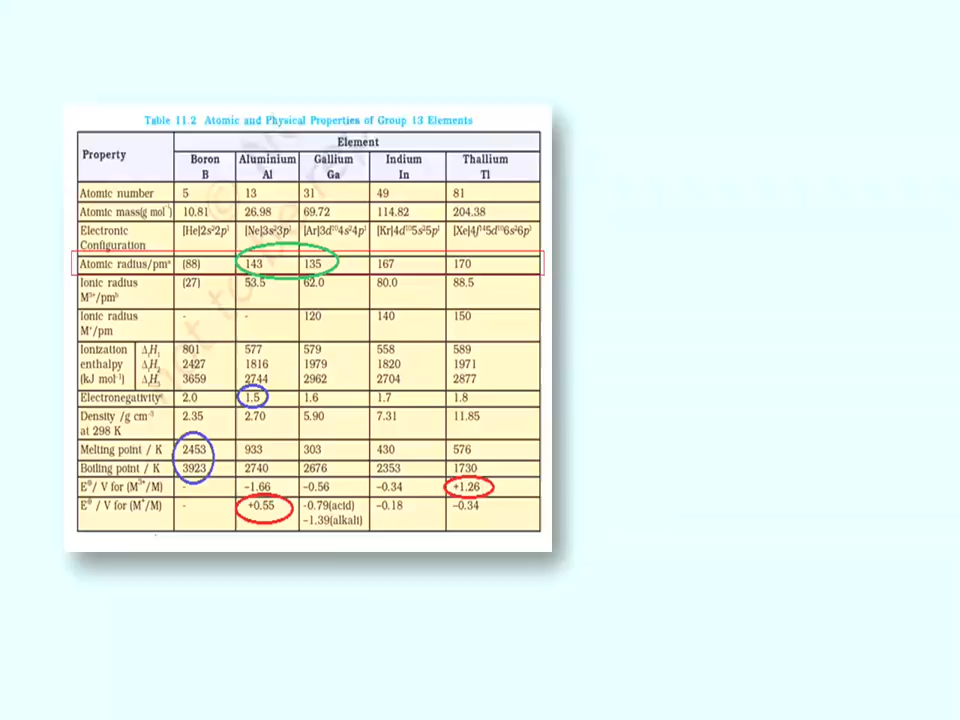 Table 11.2 Atomic and Physical Properties of Group 13 Elements
Property Element
Boron B Aluminium Al Gallium Ga Indium In Thallium Tl
Atomic number 5 13 31 49 81
Atomic mass(g mol⁻¹) 10.81 26.98 69.72 114.82 204.38
Electronic Configuration [He]2s²2p¹ [Ne]3s²3p¹ [Ar]3d¹⁰4s²4p¹ [Kr]4d¹⁰5s²5p¹ [Xe]4f¹⁴5d¹⁰6s²6p¹
Atomic radius/pmᵃ (88) 143 135 167 170
Ionic radius M³⁺/pmᵇ (27) 53.5 62.0 80.0 88.5
Ionic radius M⁺/pm - - 120 140 150
Ionization enthalpy (kJ mol⁻¹)
ΔᵢH₁ 801 577 579 558 589
ΔᵢH₂ 2427 1816 1979 1820 1971
ΔᵢH₃ 3659 2744 2962 2704 2877
Electronegativityᶜ 2.0 1.5 1.6 1.7 1.8
Density /g cm⁻³ at 298 K 2.35 2.70 5.90 7.31 11.85
Melting point / K 2453 933 303 430 576
Boiling point / K 3923 2740 2676 2353 1730
E⊖/ V for (M³⁺/M) - –1.66 –0.56 –0.34 +1.26
E⊖ / V for (M⁺/M) - +0.55 -0.79(acid) –0.18 –0.34
–1.39(alkali)